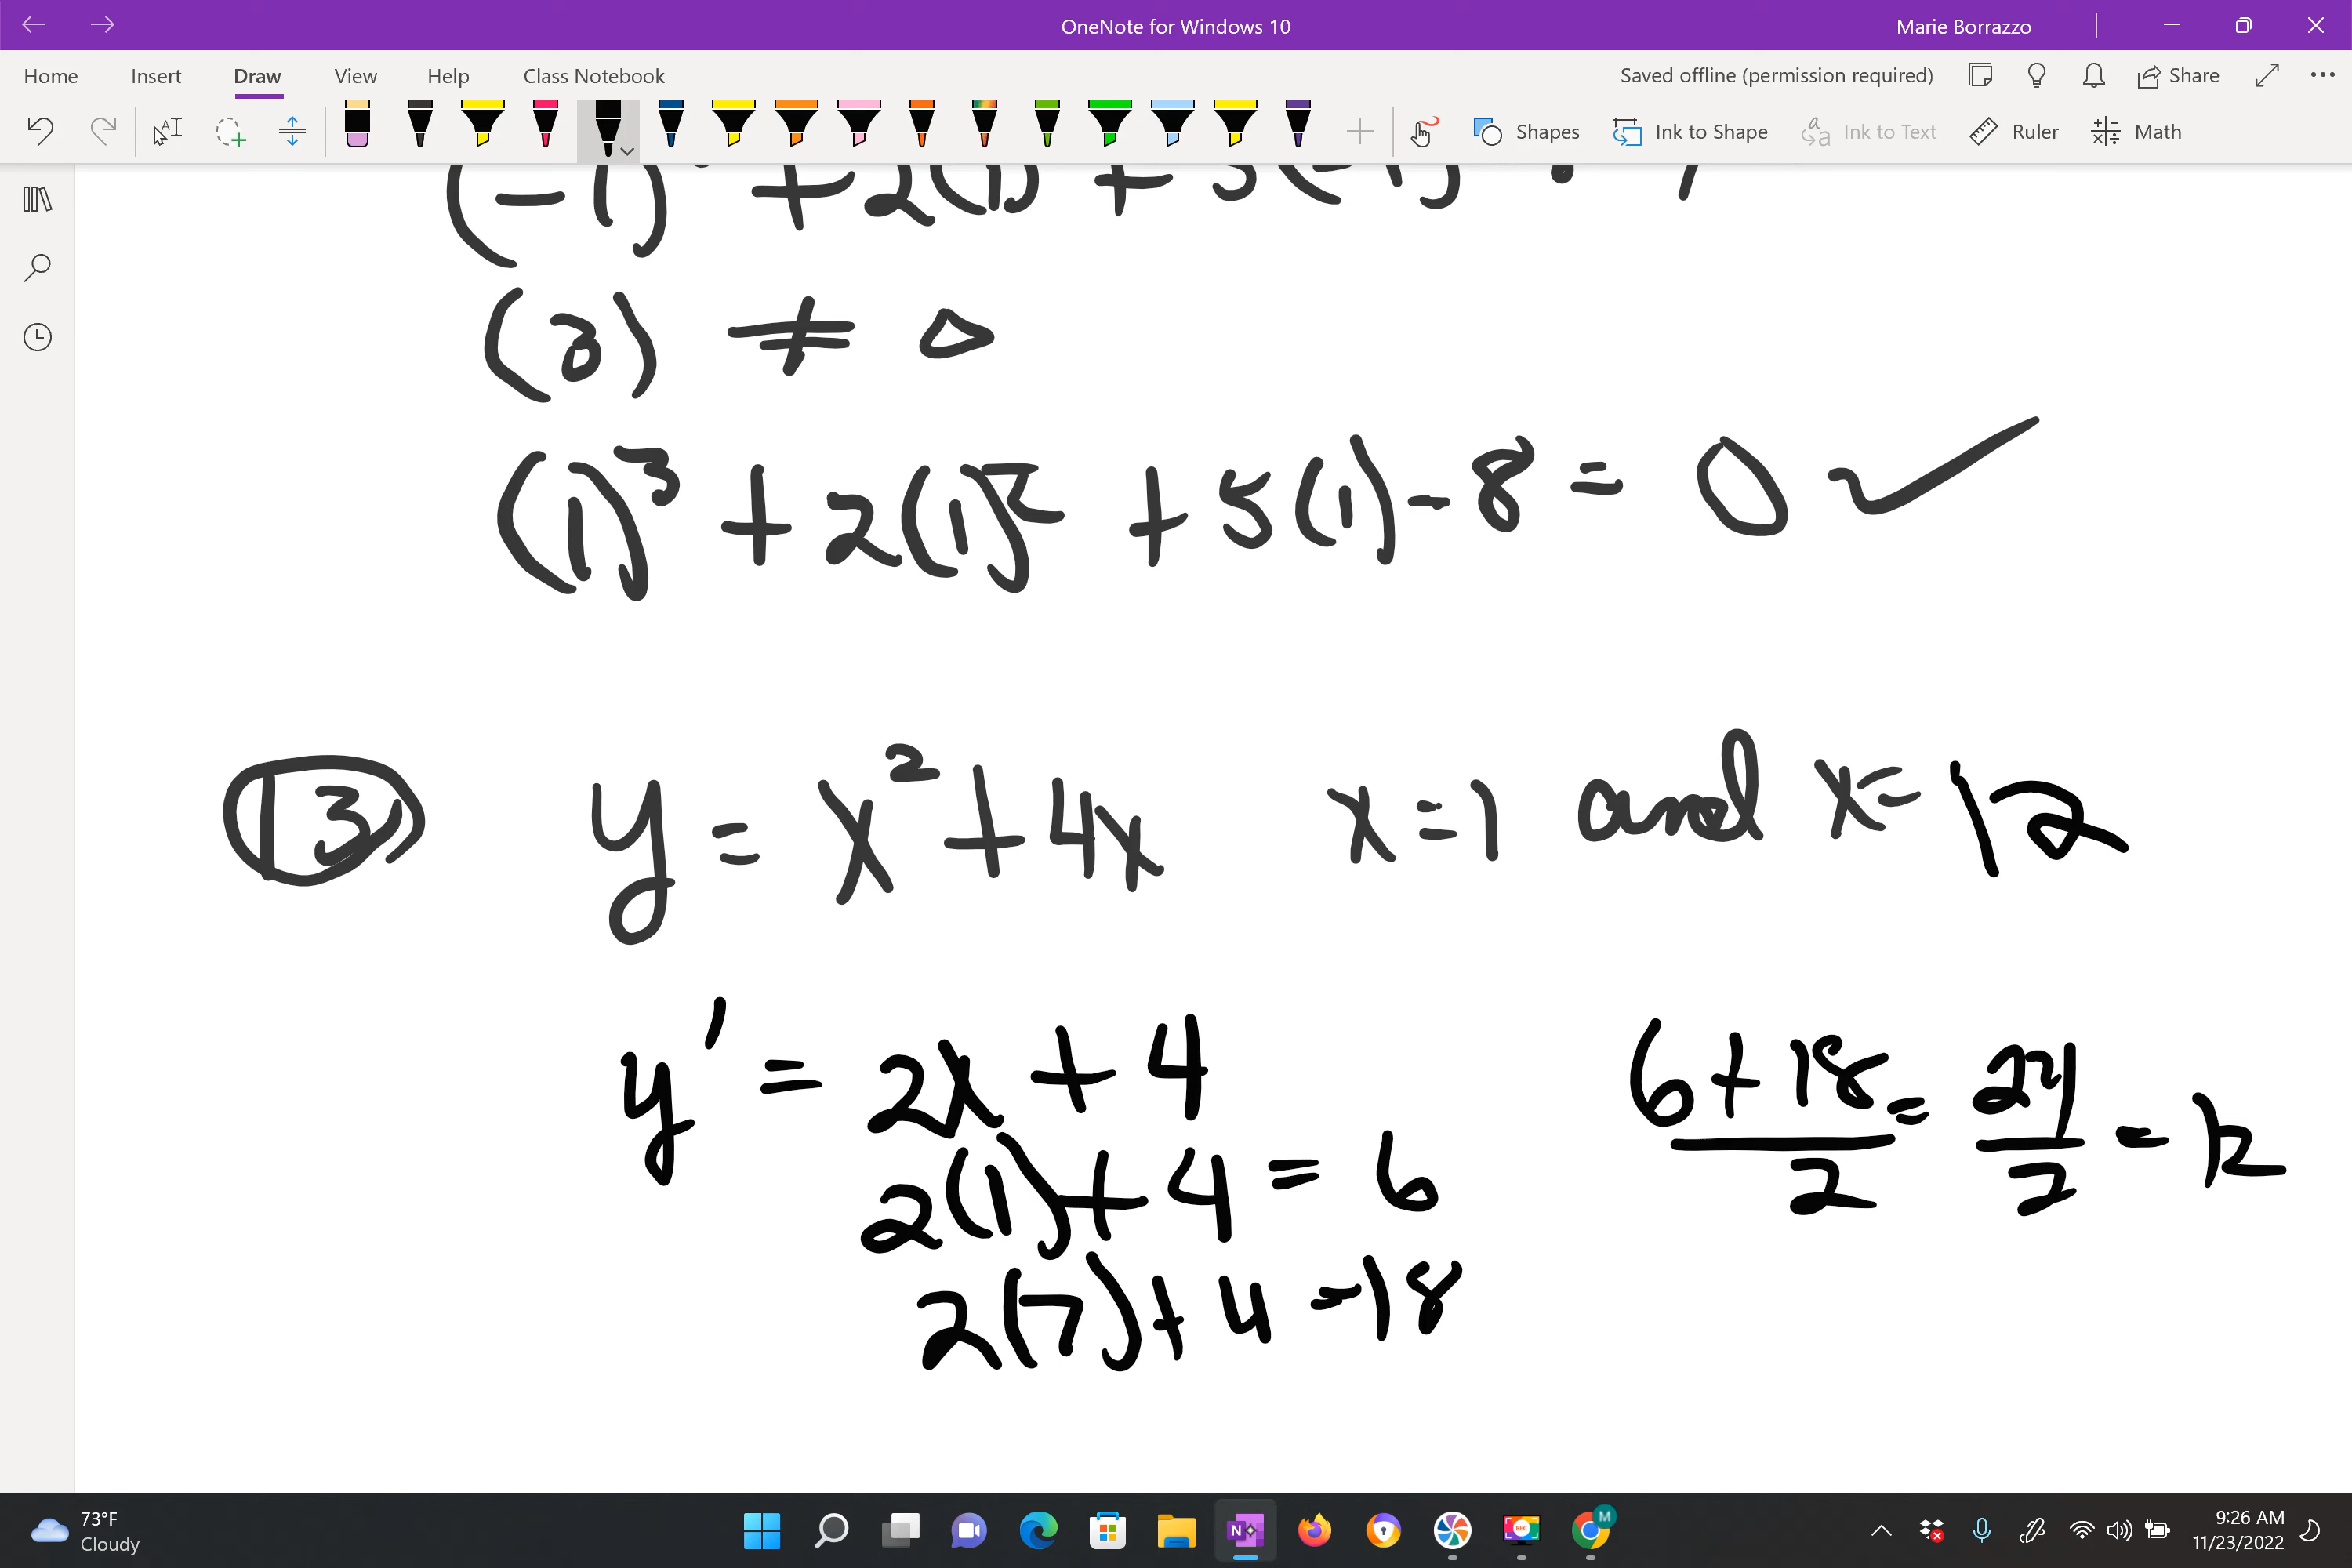 OneNote for Windows 10
Marie Borrazzo
Home Insert Draw View Help Class Notebook
Saved offline (permission required) Share
Shapes Ink to Shape Ink to Text Ruler Math
(3) ≠ 0
(1)³ + 2(1)² + 5(1) - 8 = 0 ✓
13 y = x² + 4x x = 1 and x = 12
y' = 2x + 4
2(1) + 4 = 6
2(7) + 4 = 18
6+18/2 = 24/2 = 12
73°F
Cloudy
9:26 AM
11/23/2022